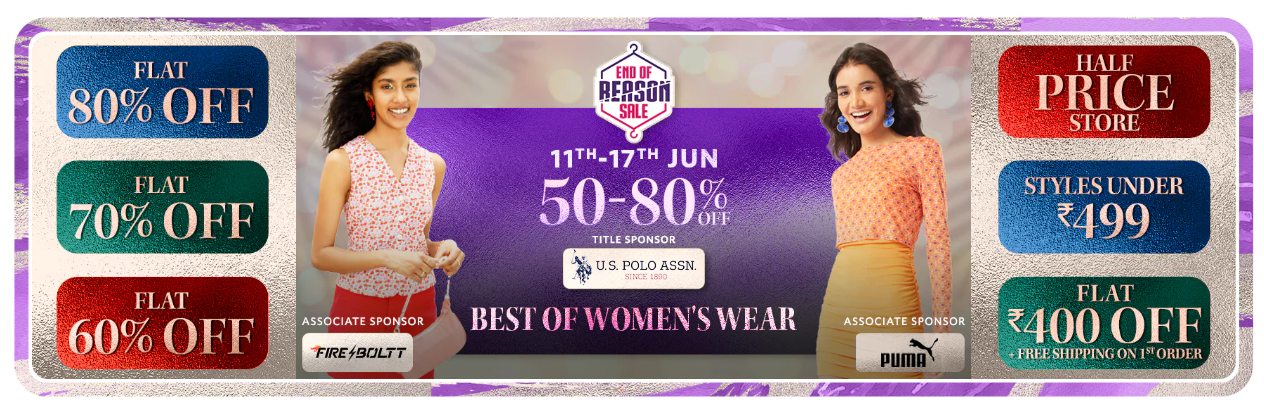 FLAT
80% OFF
FLAT
70% OFF
FLAT
60% OFF
END OF
REASON
SALE
11TH-17TH JUN
50-80%
OFF
TITLE SPONSOR
U.S. POLO ASSN.
SINCE 1890
BEST OF WOMEN'S WEAR
ASSOCIATE SPONSOR
FIRE-BOLTT
ASSOCIATE SPONSOR
PUMA
HALF
PRICE
STORE
STYLES UNDER
₹499
FLAT
₹400 OFF
+ FREE SHIPPING ON 1ST ORDER